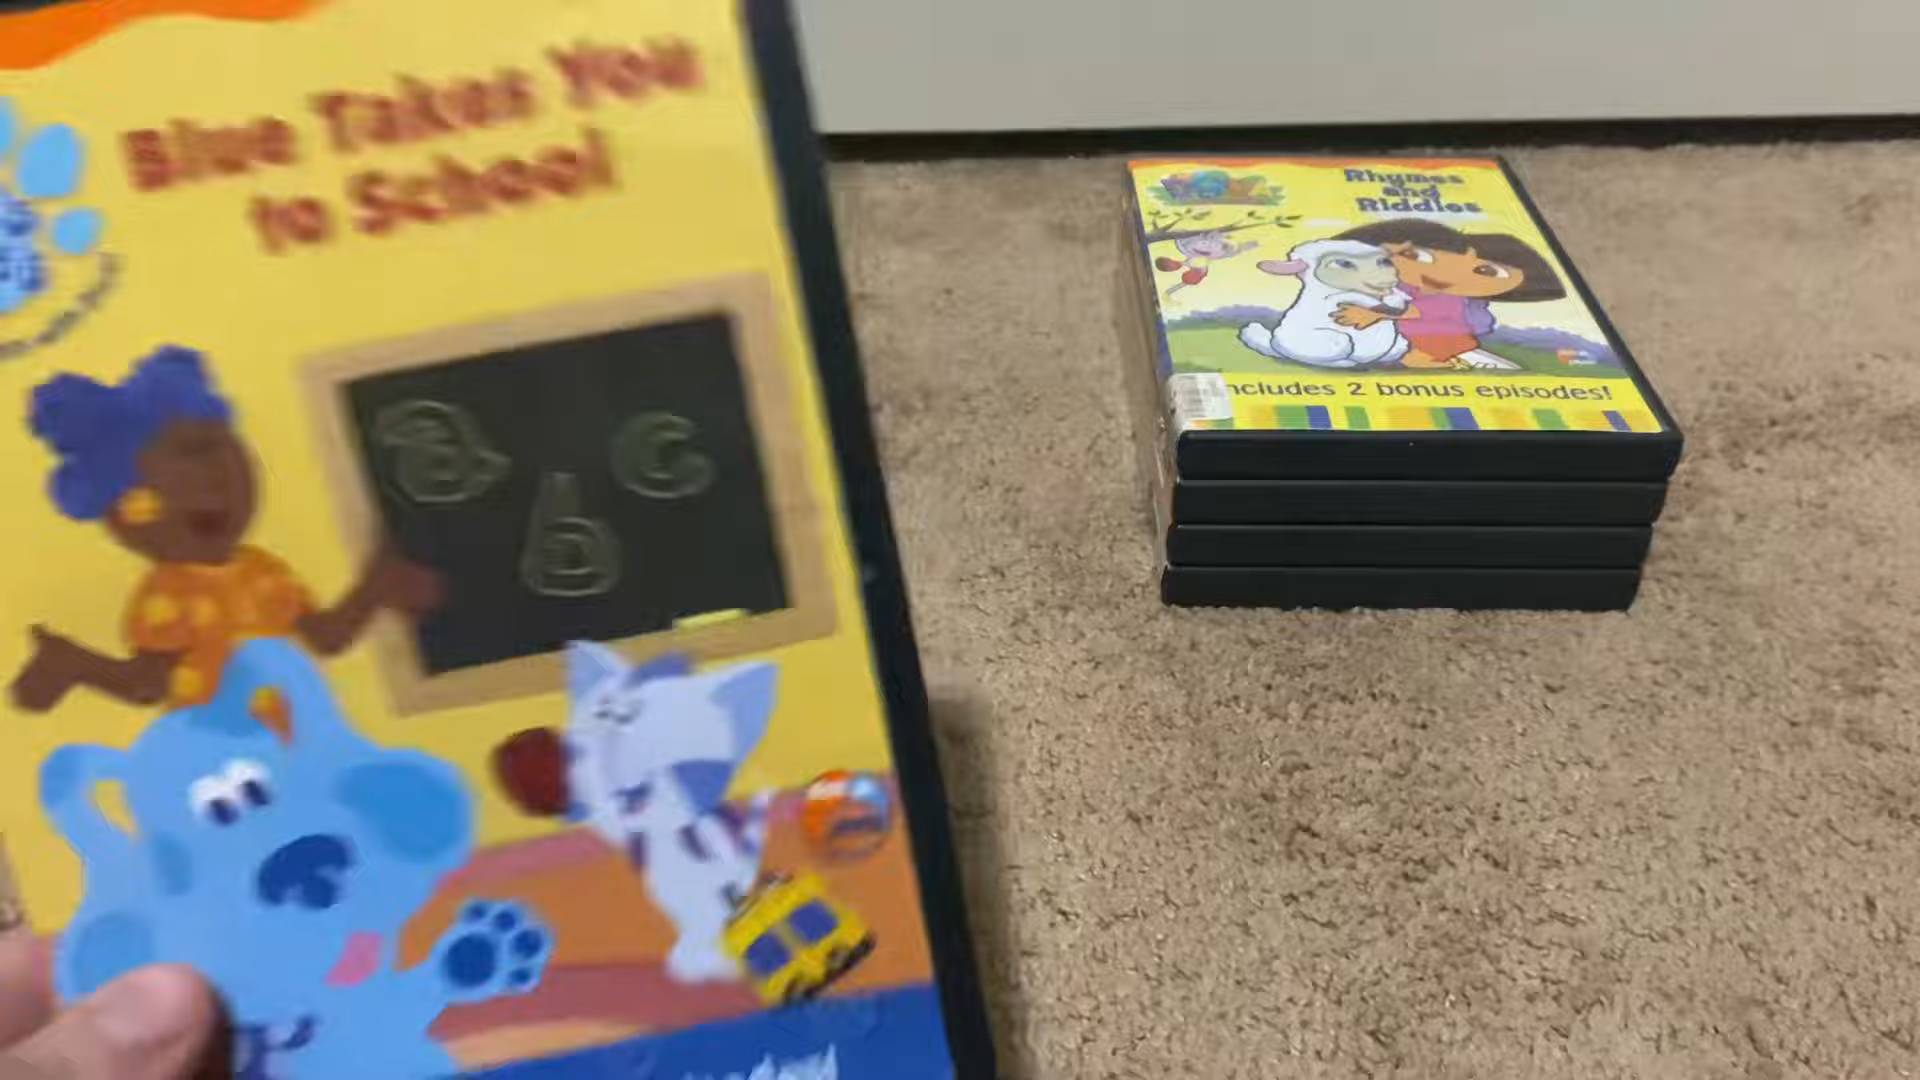 Blue Takes You
to School
a c
b
Rhymes
and
Riddles
ncludes 2 bonus episodes!